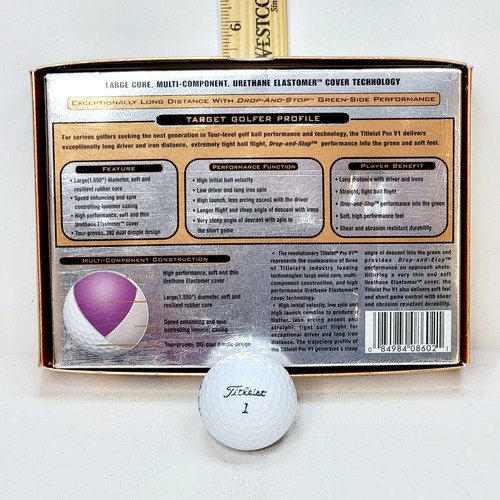 9
WESTCO
LARGE CORE, MULTI-COMPONENT, URETHANE ELASTOMER™ COVER TECHNOLOGY
EXCEPTIONALLY LONG DISTANCE WITH DROP-AND-STOP™ GREEN-SIDE PERFORMANCE
TARGET GOLFER PROFILE
For serious golfers seeking the next generation in Tour-level golf ball performance and technology, the Titleist Pro V1 delivers
exceptionally long driver and iron distance, extremely tight ball flight, Drop-and-Stop™ performance into the green and soft feel.
FEATURE
• Large(1.550") diameter, soft and
resilient rubber core
• Speed enhancing and spin
controlling ionomer casing
• High performance, soft and thin
Urethane Elastomer™ cover
• Tour-proven, 392 dual dimple design
PERFORMANCE FUNCTION
• High initial ball velocity
• Low driver and long iron spin
• High launch, less arcing ascent with the driver
• Longer flight and steep angle of descent with irons
• Very steep angle of descent with spin in
the short game
PLAYER BENEFIT
• Long distance with driver and irons
• Straight, tight ball flight
• Drop-and-Stop™ performance into the green
• Soft, high performance feel
• Shear and abrasion resistant durability
MULTI-COMPONENT CONSTRUCTION
High performance, soft and thin
Urethane Elastomer cover
Large(1.550") diameter, soft and
resilient rubber core
Speed enhancing and spin
controlling ionomeric casing
Tour-proven, 392 dual dimple design
• The revolutionary Titleist Pro V1™
represents the coalescence of three
of Titleist's industry leading
technologies: large solid core, multi-
component construction, and high
performance Urethane Elastomer™
cover technology.
• High initial velocity, low spin and
high launch combine to produce a
flatter, less arcing ascent and
straight, tight ball flight for
exceptional driver and long iron
distance. The trajectory profile of
the Titleist Pro V1 generates a steep
angle of descent into the green and
provides Drop-and-Stop™
performance on approach shots.
Utilizing a very thin and soft
Urethane Elastomer™ cover, the
Titleist Pro V1 also delivers soft feel
and short game control with shear
and abrasion resistant durability.
0 84984 08602 1
Titleist
1